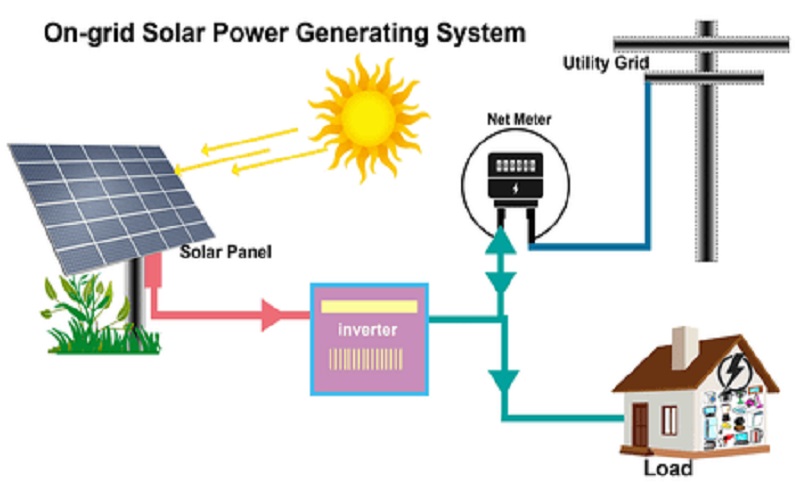 On-grid Solar Power Generating System
Utility Grid
Net Meter
Solar Panel
inverter
Load